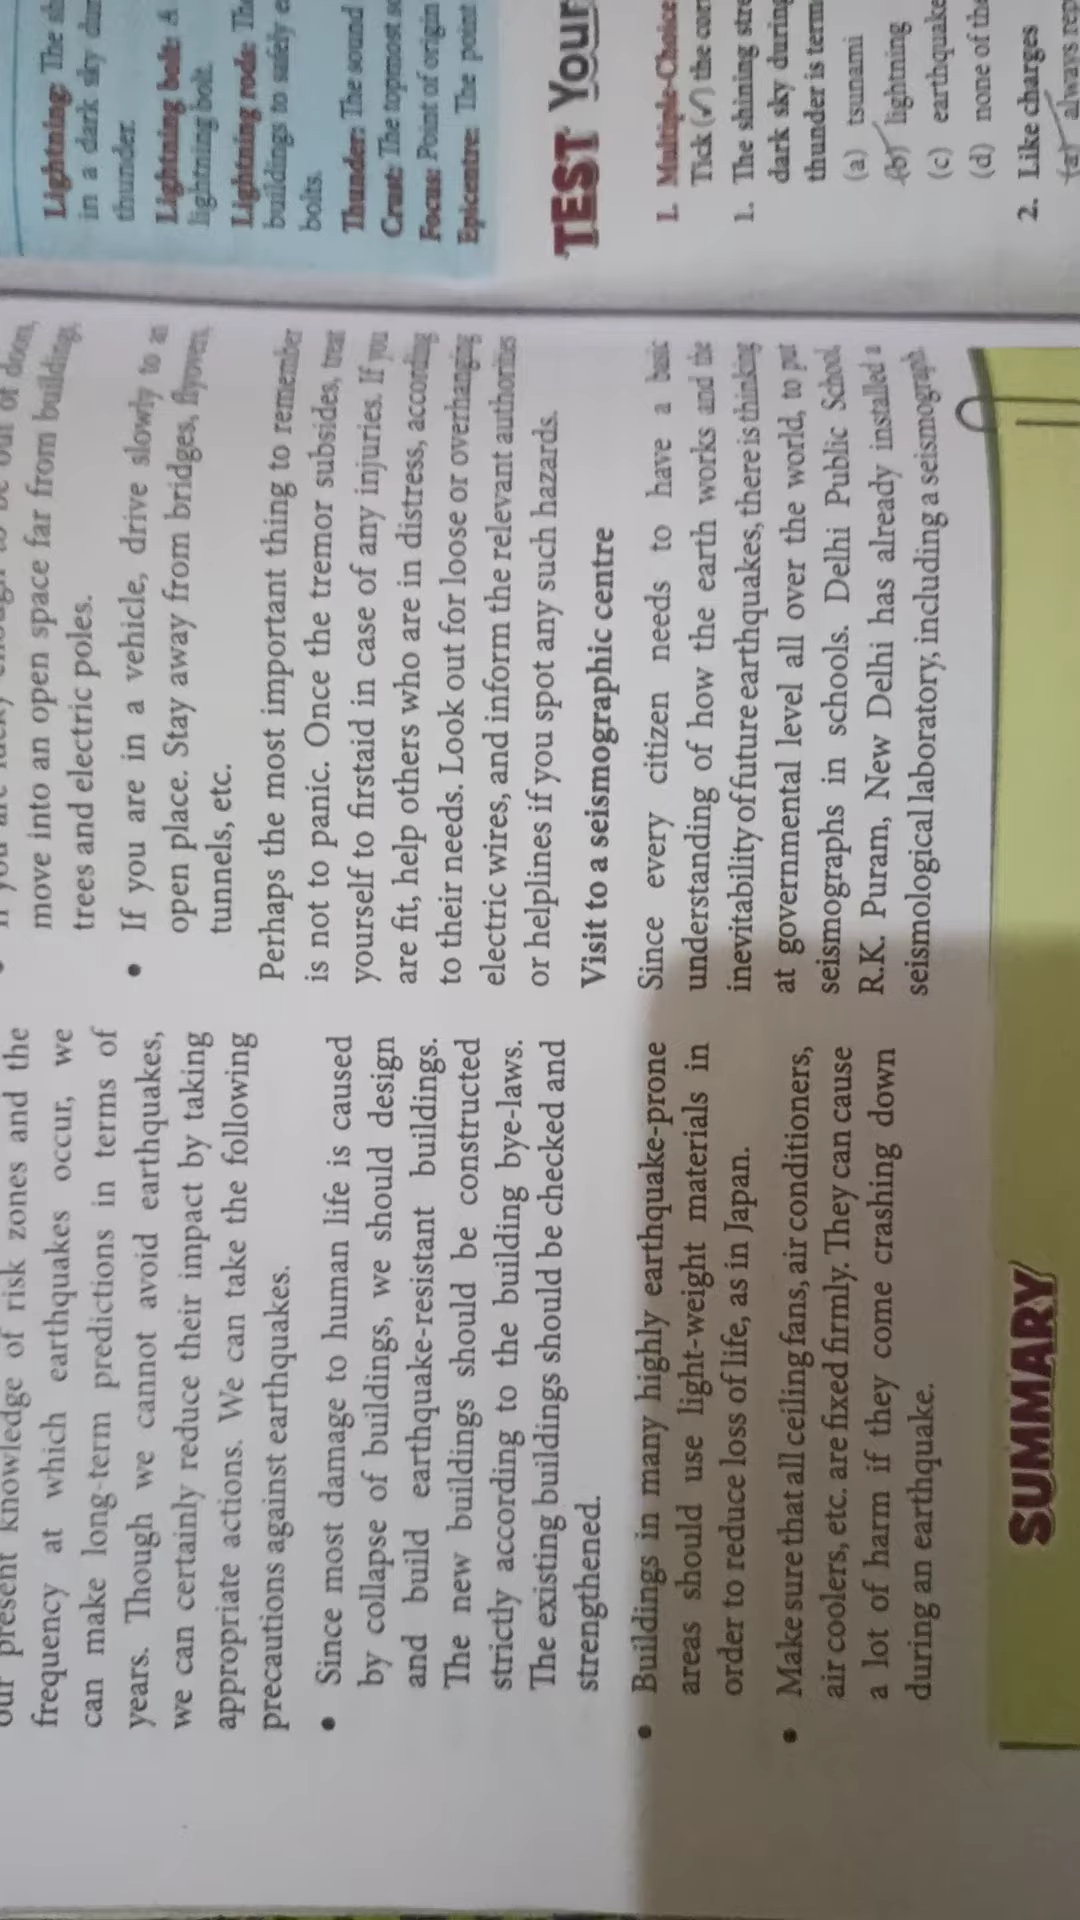 our present knowledge of risk zones and the
frequency at which earthquakes occur, we
can make long-term predictions in terms of
years. Though we cannot avoid earthquakes,
we can certainly reduce their impact by taking
appropriate actions. We can take the following
precautions against earthquakes.
• Since most damage to human life is caused
by collapse of buildings, we should design
and build earthquake-resistant buildings.
The new buildings should be constructed
strictly according to the building bye-laws.
The existing buildings should be checked and
strengthened.
• Buildings in many highly earthquake-prone
areas should use light-weight materials in
order to reduce loss of life, as in Japan.
• Make sure that all ceiling fans, air conditioners,
air coolers, etc. are fixed firmly. They can cause
a lot of harm if they come crashing down
during an earthquake.
move into an open space far from buildings,
trees and electric poles.
• If you are in a vehicle, drive slowly to an
open place. Stay away from bridges, flyovers,
tunnels, etc.
Perhaps the most important thing to remember
is not to panic. Once the tremor subsides, treat
yourself to firstaid in case of any injuries. If you
are fit, help others who are in distress, according
to their needs. Look out for loose or overhanging
electric wires, and inform the relevant authorities
or helplines if you spot any such hazards.
Visit to a seismographic centre
Since every citizen needs to have a basic
understanding of how the earth works and the
inevitability of future earthquakes, there is thinking
at governmental level all over the world, to put
seismographs in schools. Delhi Public School,
R.K. Puram, New Delhi has already installed a
seismological laboratory, including a seismograph.
SUMMARY
Lightning: The
in a dark sky
thunder.
Lightning bolt: A
lightning bolt.
Lightning rod:
buildings to safely
bolts.
Thunder: The sound
Crust: The topmost
Focus: Point of origin
Epicentre: The point
TEST Your
I. Multiple-Choice
Tick (✓) the
1. The shining
dark sky during
thunder is
(a) tsunami
(b) lightning
(c) earthquake
(d) none of the
2. Like charges
(a) always